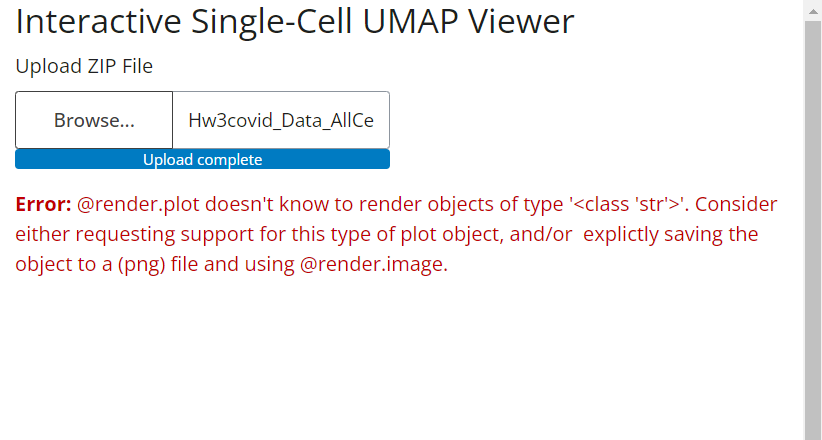 Interactive Single-Cell UMAP Viewer
Upload ZIP File
Browse... Hw3covid_Data_AllCe
Upload complete
Error: @render.plot doesn't know to render objects of type '<class 'str'>'. Consider
either requesting support for this type of plot object, and/or  explictly saving the
object to a (png) file and using @render.image.